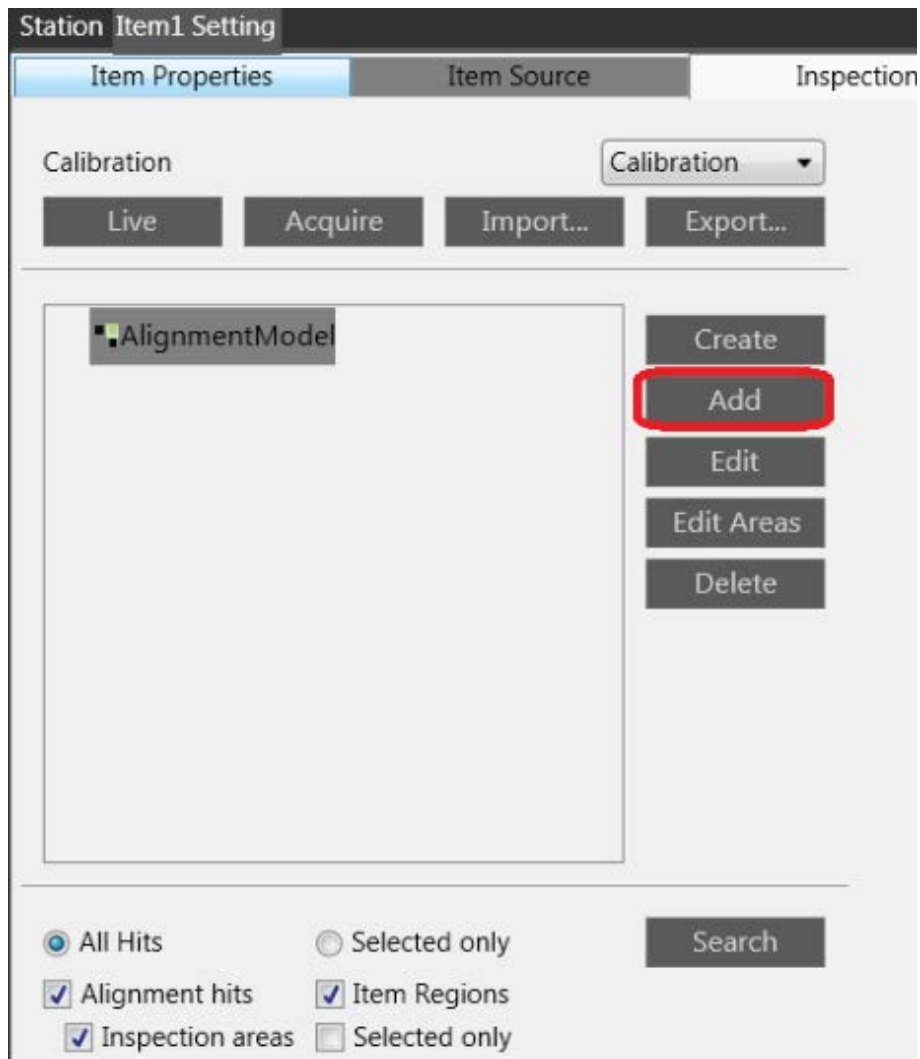 Station Item1 Setting
Item Properties Item Source Inspection
Calibration Calibration
Live Acquire Import... Export...
AlignmentModel
Create
Add
Edit
Edit Areas
Delete
All Hits Selected only Search
Alignment hits Item Regions
Inspection areas Selected only